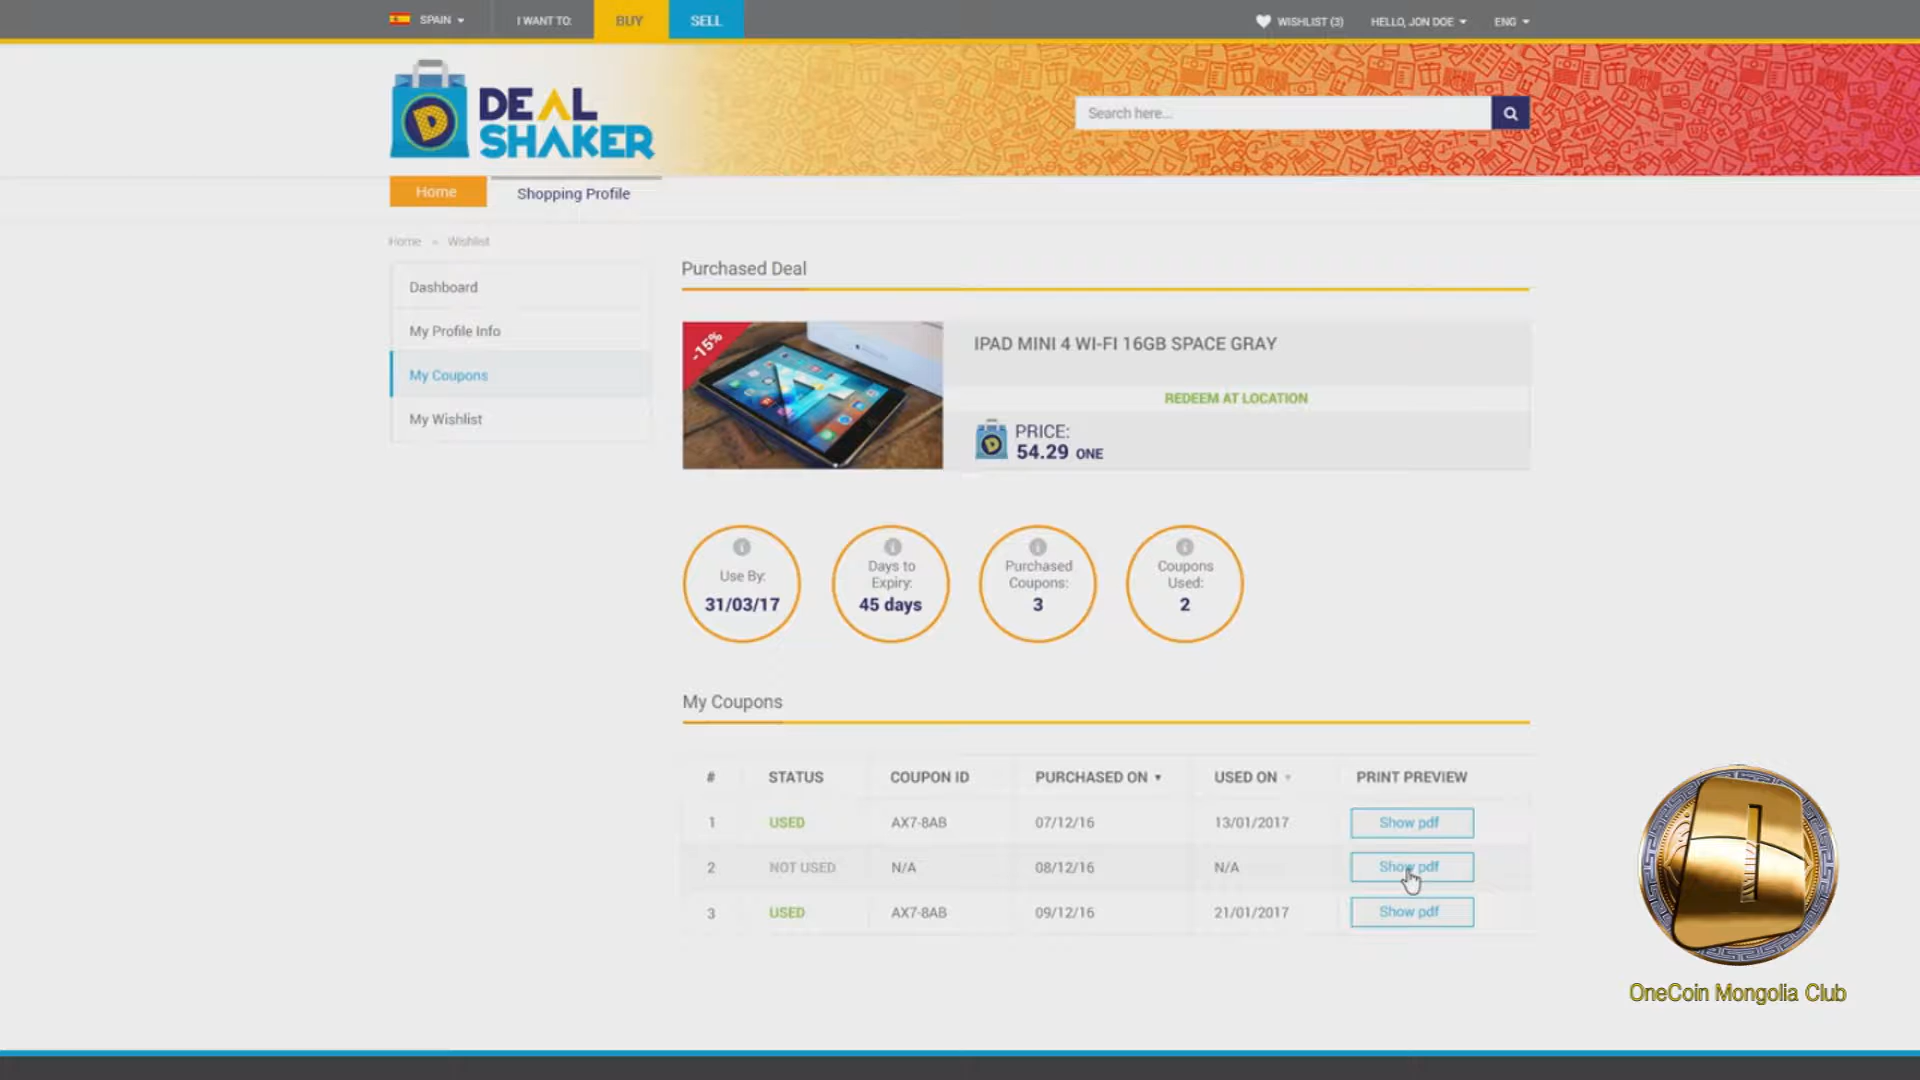 SPAIN
I WANT TO:
BUY
SELL
WISHLIST (3)
HELLO, JON DOE
ENG
DEAL
SHAKER
Search here...
Home
Shopping Profile
Home
Wishlist
Dashboard
My Profile Info
My Coupons
My Wishlist
Purchased Deal
-15%
IPAD MINI 4 WI-FI 16GB SPACE GRAY
REDEEM AT LOCATION
PRICE:
54.29 ONE
Use By:
31/03/17
Days to
Expiry:
45 days
Purchased
Coupons:
3
Coupons
Used:
2
My Coupons
# STATUS COUPON ID PURCHASED ON USED ON PRINT PREVIEW
1 USED AX7-8AB 07/12/16 13/01/2017 Show pdf
2 NOT USED N/A 08/12/16 N/A Show pdf
3 USED AX7-8AB 09/12/16 21/01/2017 Show pdf
OneCoin Mongolia Club